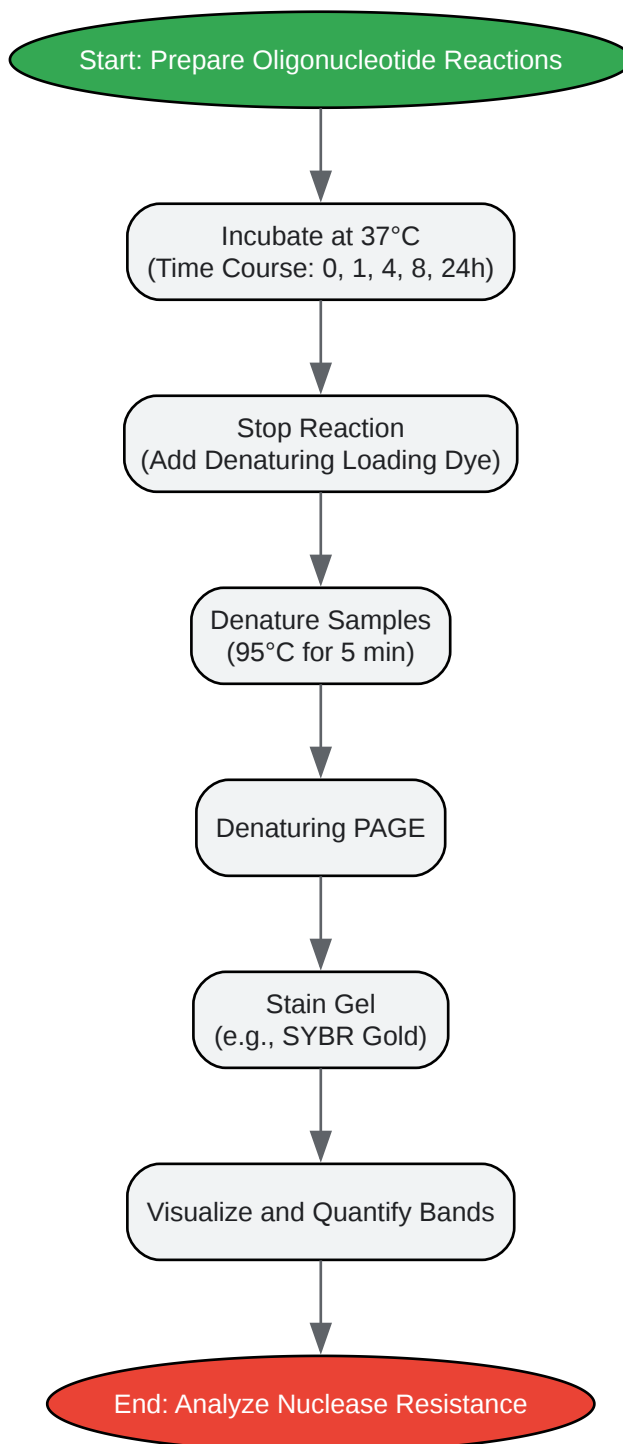 Start: Prepare Oligonucleotide Reactions
Incubate at 37°C
(Time Course: 0, 1, 4, 8, 24h)
Stop Reaction
(Add Denaturing Loading Dye)
Denature Samples
(95°C for 5 min)
Denaturing PAGE
Stain Gel
(e.g., SYBR Gold)
Visualize and Quantify Bands
End: Analyze Nuclease Resistance